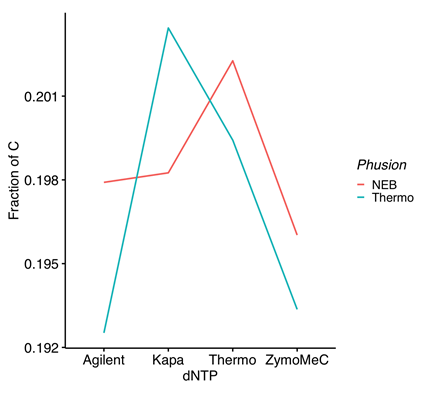 Fraction of C
0.201
0.198
0.195
0.192
Agilent Kapa Thermo ZymoMeC
dNTP
Phusion
NEB
Thermo